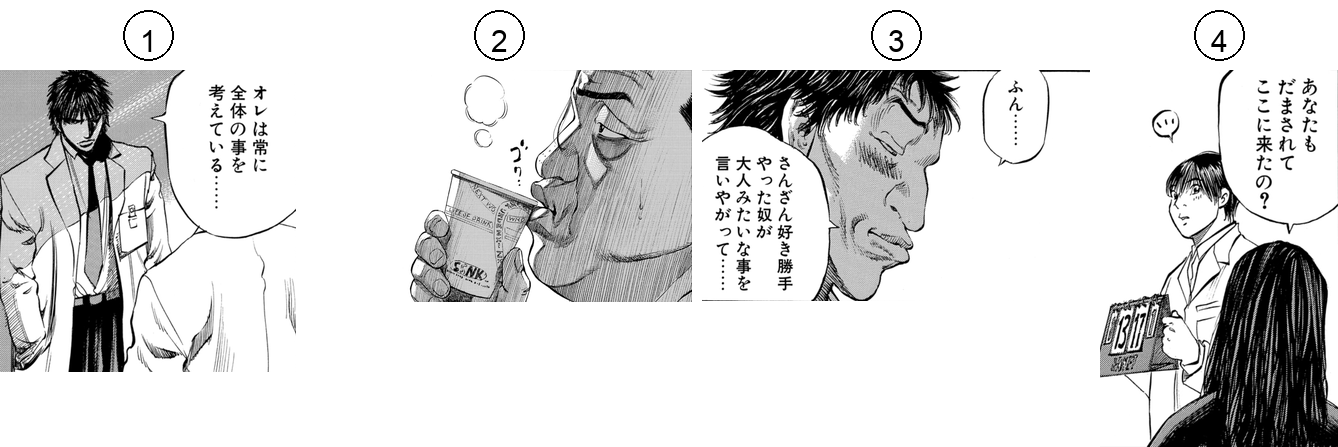 1
オレは常に
全体の事を
考えている……
2
ゴク…
COFFEE DRINK
3
ふん……
さんざん好き勝手
やった奴が
大人みたいな事を
言いやがって……
4
あなたも
だまされて
ここに来たの？
13
17